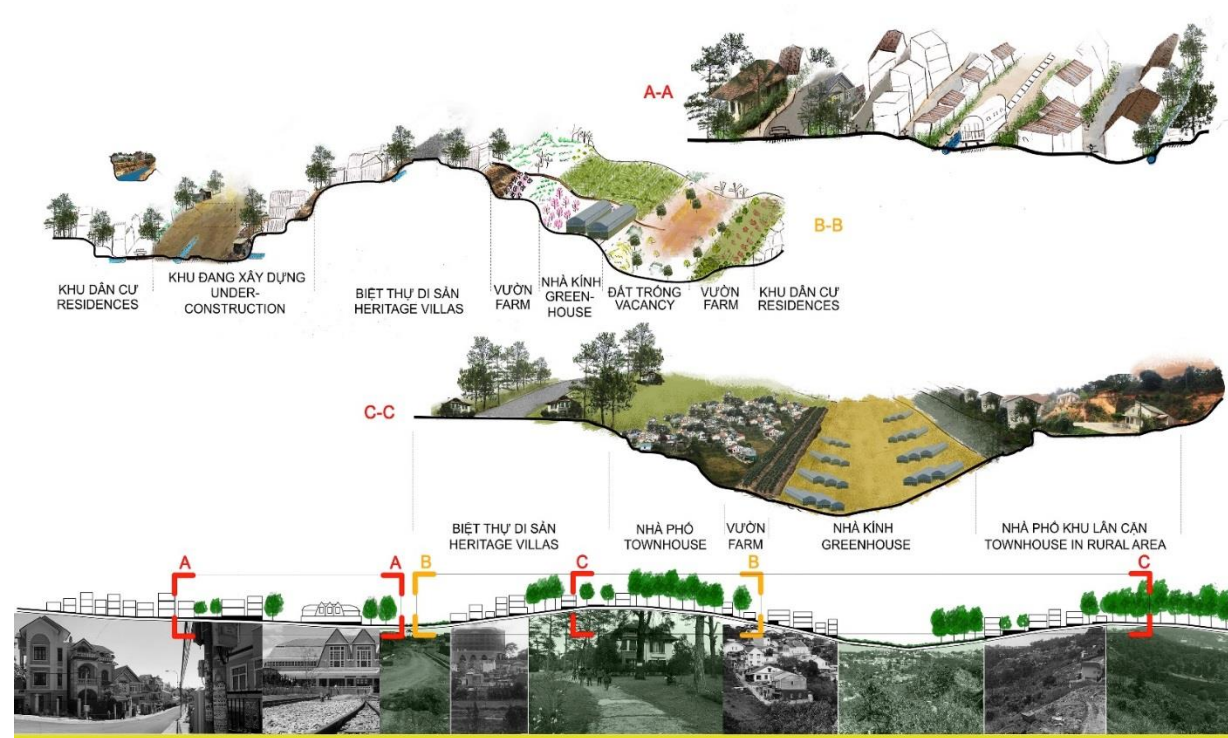 A-A
B-B
KHU DÂN CƯ
RESIDENCES
KHU ĐANG XÂY DỰNG
UNDER-
CONSTRUCTION
BIỆT THỰ DI SẢN
HERITAGE VILLAS
VƯỜN
FARM
NHÀ KÍNH
GREEN-
HOUSE
ĐẤT TRỐNG
VACANCY
VƯỜN
FARM
KHU DÂN CƯ
RESIDENCES
C-C
BIỆT THỰ DI SẢN
HERITAGE VILLAS
NHÀ PHỐ
TOWNHOUSE
VƯỜN
FARM
NHÀ KÍNH
GREENHOUSE
NHÀ PHỐ KHU LÂN CẬN
TOWNHOUSE IN RURAL AREA
A
A
B
C
B
C